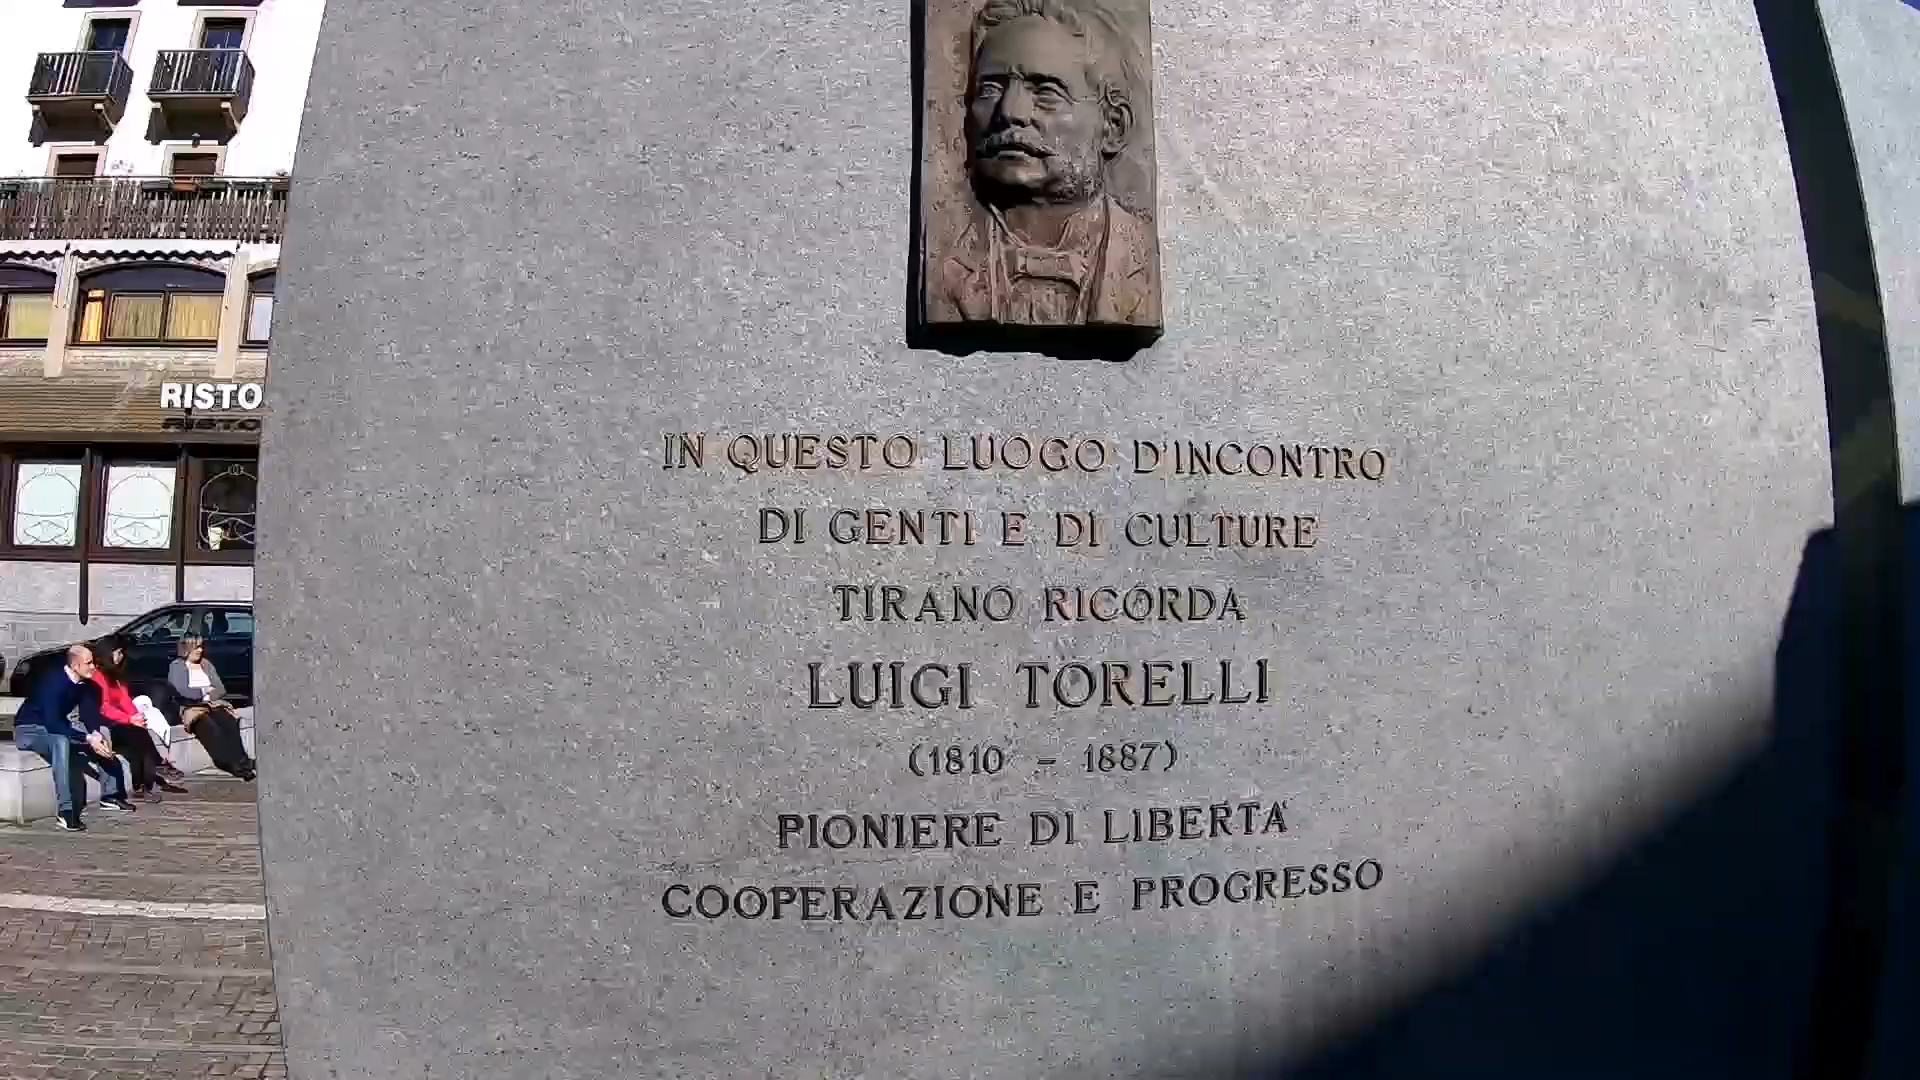 RISTO
IN QUESTO LUOGO D'INCONTRO
DI GENTI E DI CULTURE
TIRANO RICORDA
LUIGI TORELLI
(1810 - 1887)
PIONIERE DI LIBERTA'
COOPERAZIONE E PROGRESSO